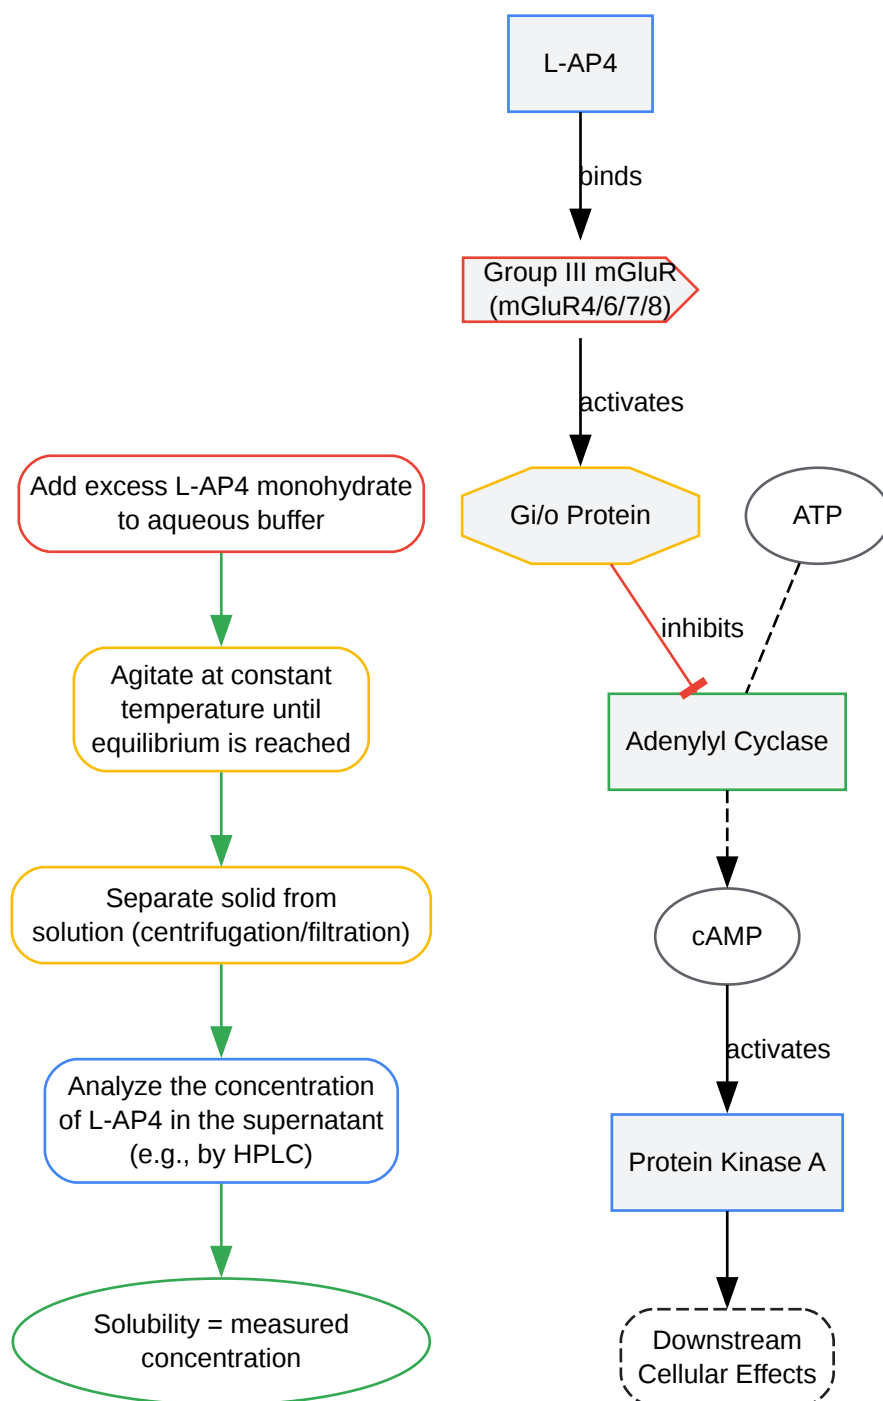 L-AP4
binds
Group III mGluR
(mGluR4/6/7/8)
activates
Gi/o Protein
ATP
inhibits
Adenylyl Cyclase
cAMP
activates
Protein Kinase A
Downstream
Cellular Effects
Add excess L-AP4 monohydrate
to aqueous buffer
Agitate at constant
temperature until
equilibrium is reached
Separate solid from
solution (centrifugation/filtration)
Analyze the concentration
of L-AP4 in the supernatant
(e.g., by HPLC)
Solubility = measured
concentration